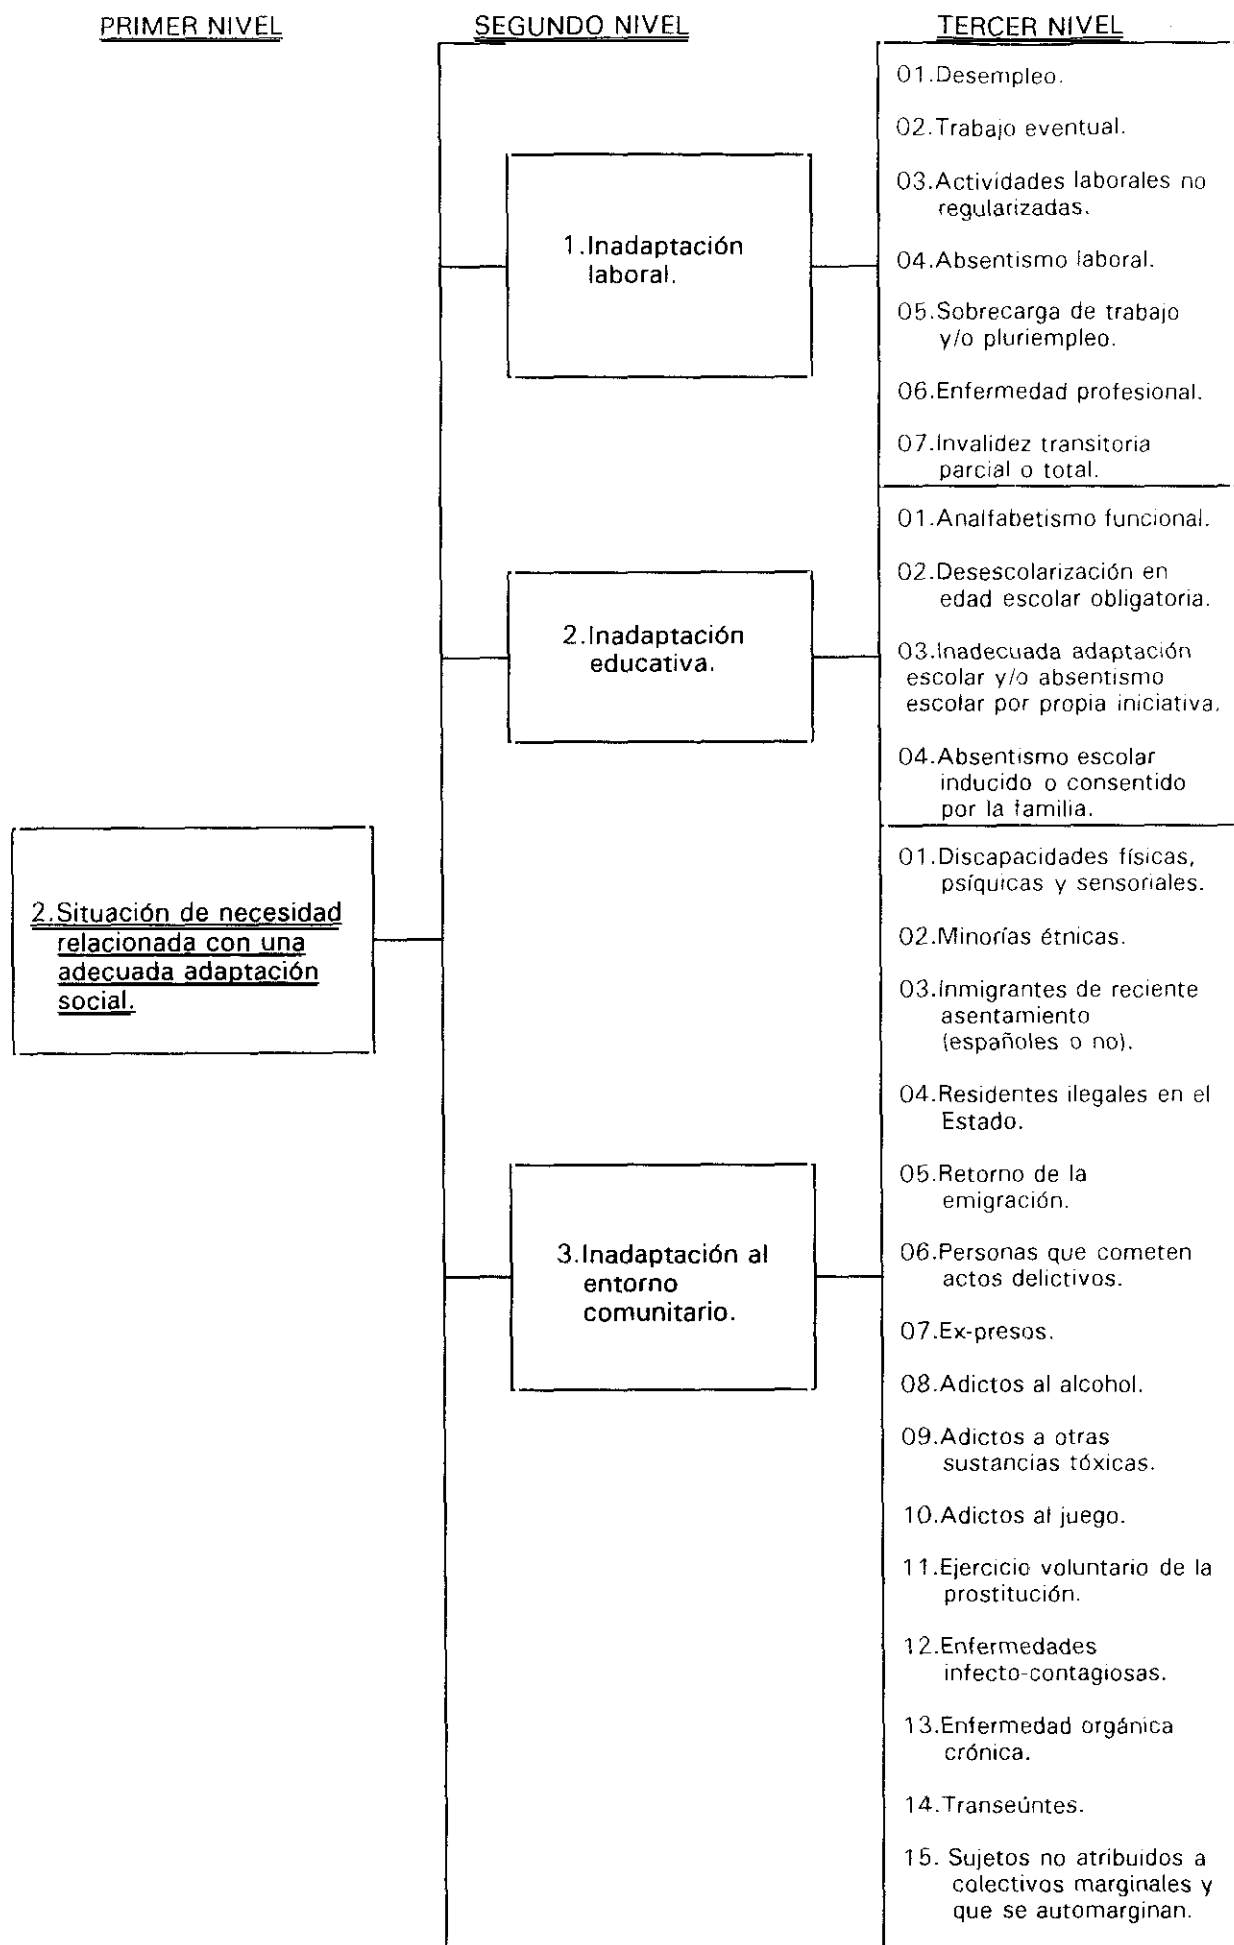 PRIMER NIVEL
SEGUNDO NIVEL
TERCER NIVEL
2.Situación de necesidad
relacionada con una
adecuada adaptación
social.
1.Inadaptación
laboral.
01.Desempleo.
02.Trabajo eventual.
03.Actividades laborales no
regularizadas.
04.Absentismo laboral.
05.Sobrecarga de trabajo
y/o pluriempleo.
06.Enfermedad profesional.
07.Invalidez transitoria
parcial o total.
2.Inadaptación
educativa.
01.Analfabetismo funcional.
02.Desescolarización en
edad escolar obligatoria.
03.Inadecuada adaptación
escolar y/o absentismo
escolar por propia iniciativa.
04.Absentismo escolar
inducido o consentido
por la familia.
3.Inadaptación al
entorno
comunitario.
01.Discapacidades físicas,
psíquicas y sensoriales.
02.Minorías étnicas.
03.Inmigrantes de reciente
asentamiento
(españoles o no).
04.Residentes ilegales en el
Estado.
05.Retorno de la
emigración.
06.Personas que cometen
actos delictivos.
07.Ex-presos.
08.Adictos al alcohol.
09.Adictos a otras
sustancias tóxicas.
10.Adictos al juego.
11.Ejercicio voluntario de la
prostitución.
12.Enfermedades
infecto-contagiosas.
13.Enfermedad orgánica
crónica.
14.Transeúntes.
15. Sujetos no atribuidos a
colectivos marginales y
que se automarginan.